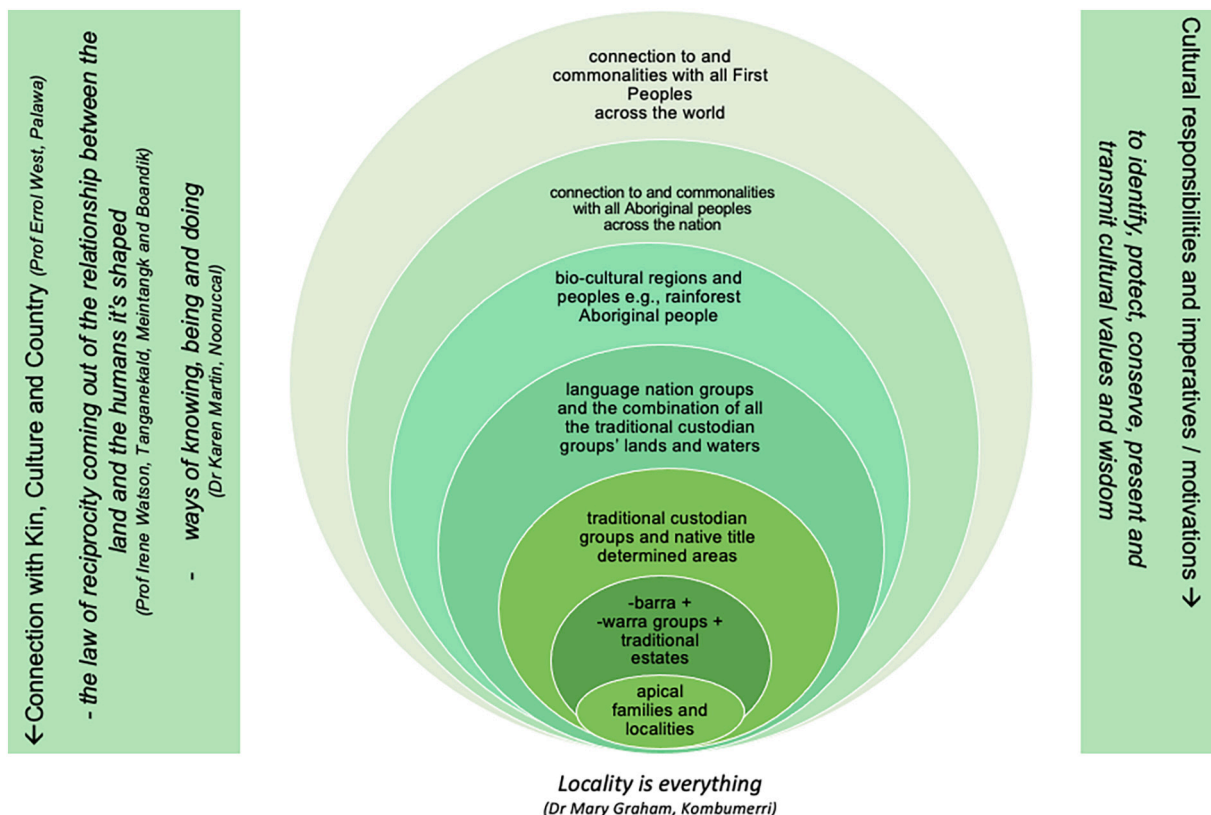 ←Connection with Kin, Culture and Country (Prof Errol West, Palawa)
- the law of reciprocity coming out of the relationship between the
land and the humans it's shaped
(Prof Irene Watson, Tanganekald, Meintangk and Boandik)
- ways of knowing, being and doing
(Dr Karen Martin, Noonuccal)
connection to and
commonalities with all First
Peoples
across the world
connection to and commonalities
with all Aboriginal peoples
across the nation
bio-cultural regions and
peoples e.g., rainforest
Aboriginal people
language nation groups
and the combination of all
the traditional custodian
groups' lands and waters
traditional custodian
groups and native title
determined areas
-barra +
-warra groups +
traditional
estates
apical
families and
localities
Locality is everything
(Dr Mary Graham, Kombumerri)
Cultural responsibilities and imperatives / motivations →
to identify, protect, conserve, present and
transmit cultural values and wisdom